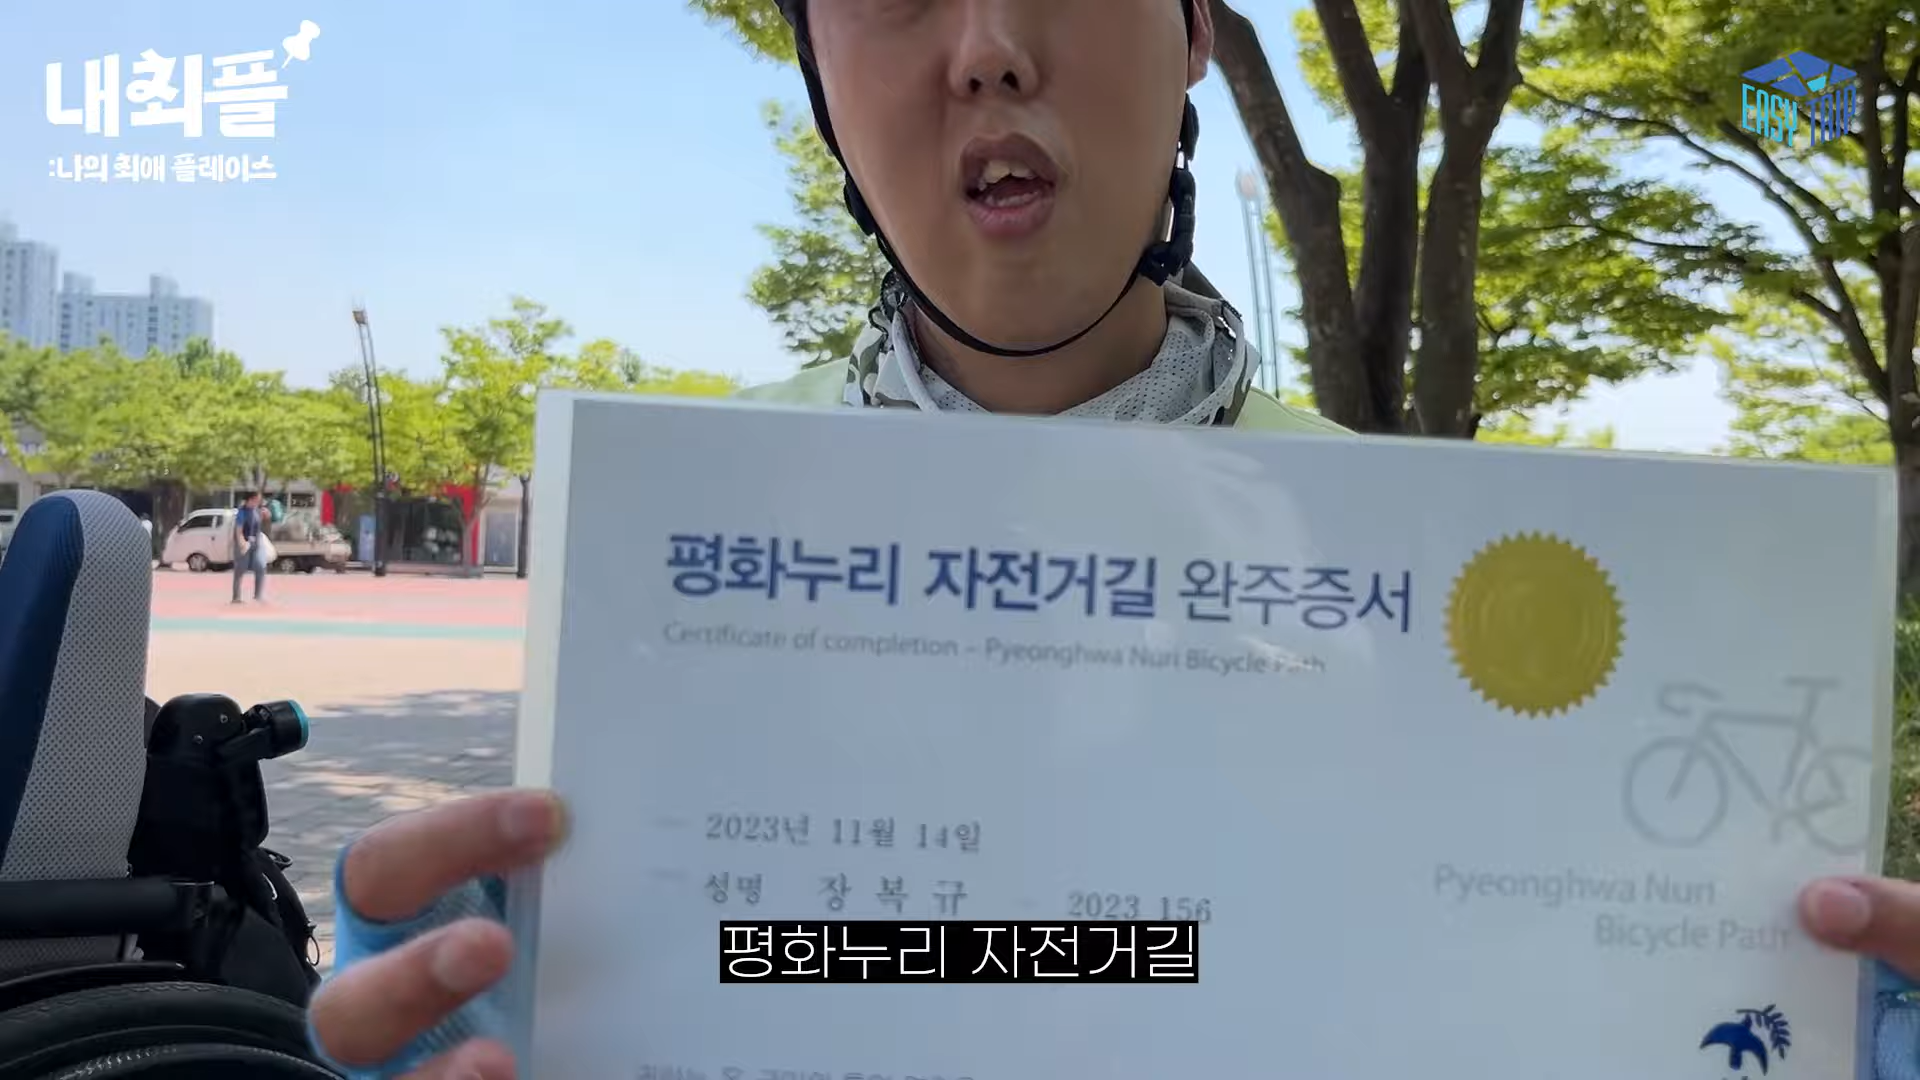 내최플
:나의 최애 플레이스
EASY TRIP
평화누리 자전거길 완주증서
Certificate of completion - Pyeonghwa Nuri Bicycle Path
2023년 11월 14일
성명 장 복 규 2023 156
Pyeonghwa Nuri
Bicycle Path
평화누리 자전거길